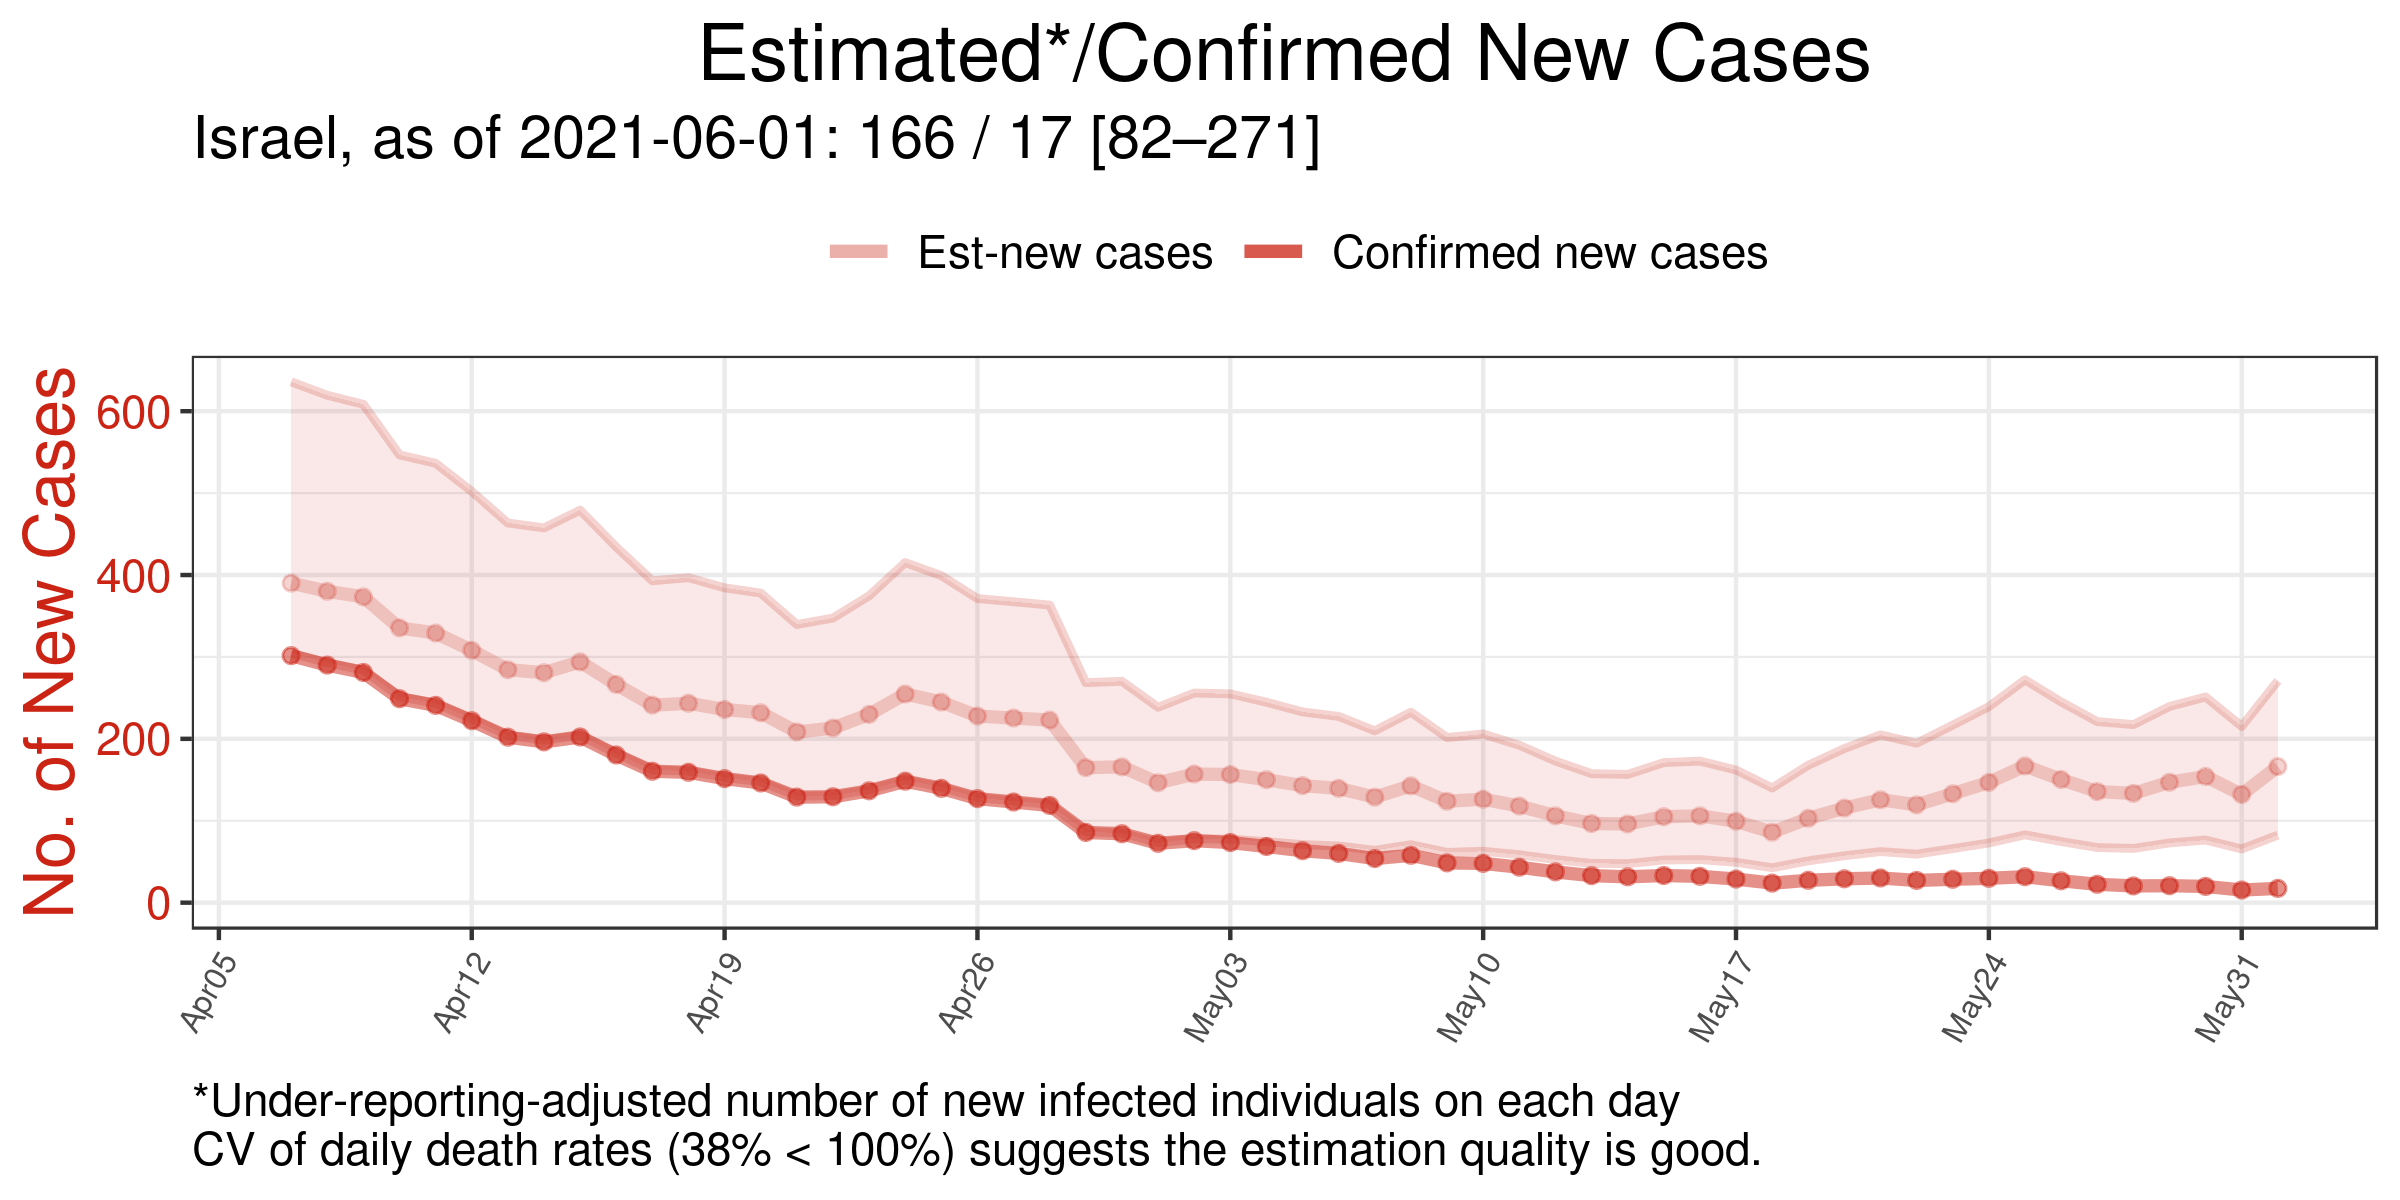 Estimated*/Confirmed New Cases
Israel, as of 2021-06-01: 166 / 17 [82–271]
Est-new cases Confirmed new cases
No. of New Cases
600
400
200
0
Apr05 Apr12 Apr19 Apr26 May03 May10 May17 May24 May31
*Under-reporting-adjusted number of new infected individuals on each day
CV of daily death rates (38% < 100%) suggests the estimation quality is good.